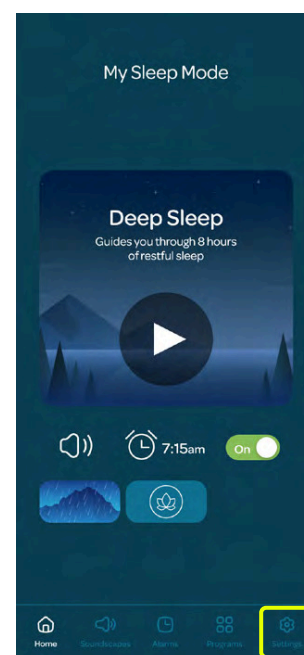 My Sleep Mode
Deep Sleep
Guides you through 8 hours
of restful sleep
7:15am
On
Home
Soundscapes
Alarms
Programs
Settings